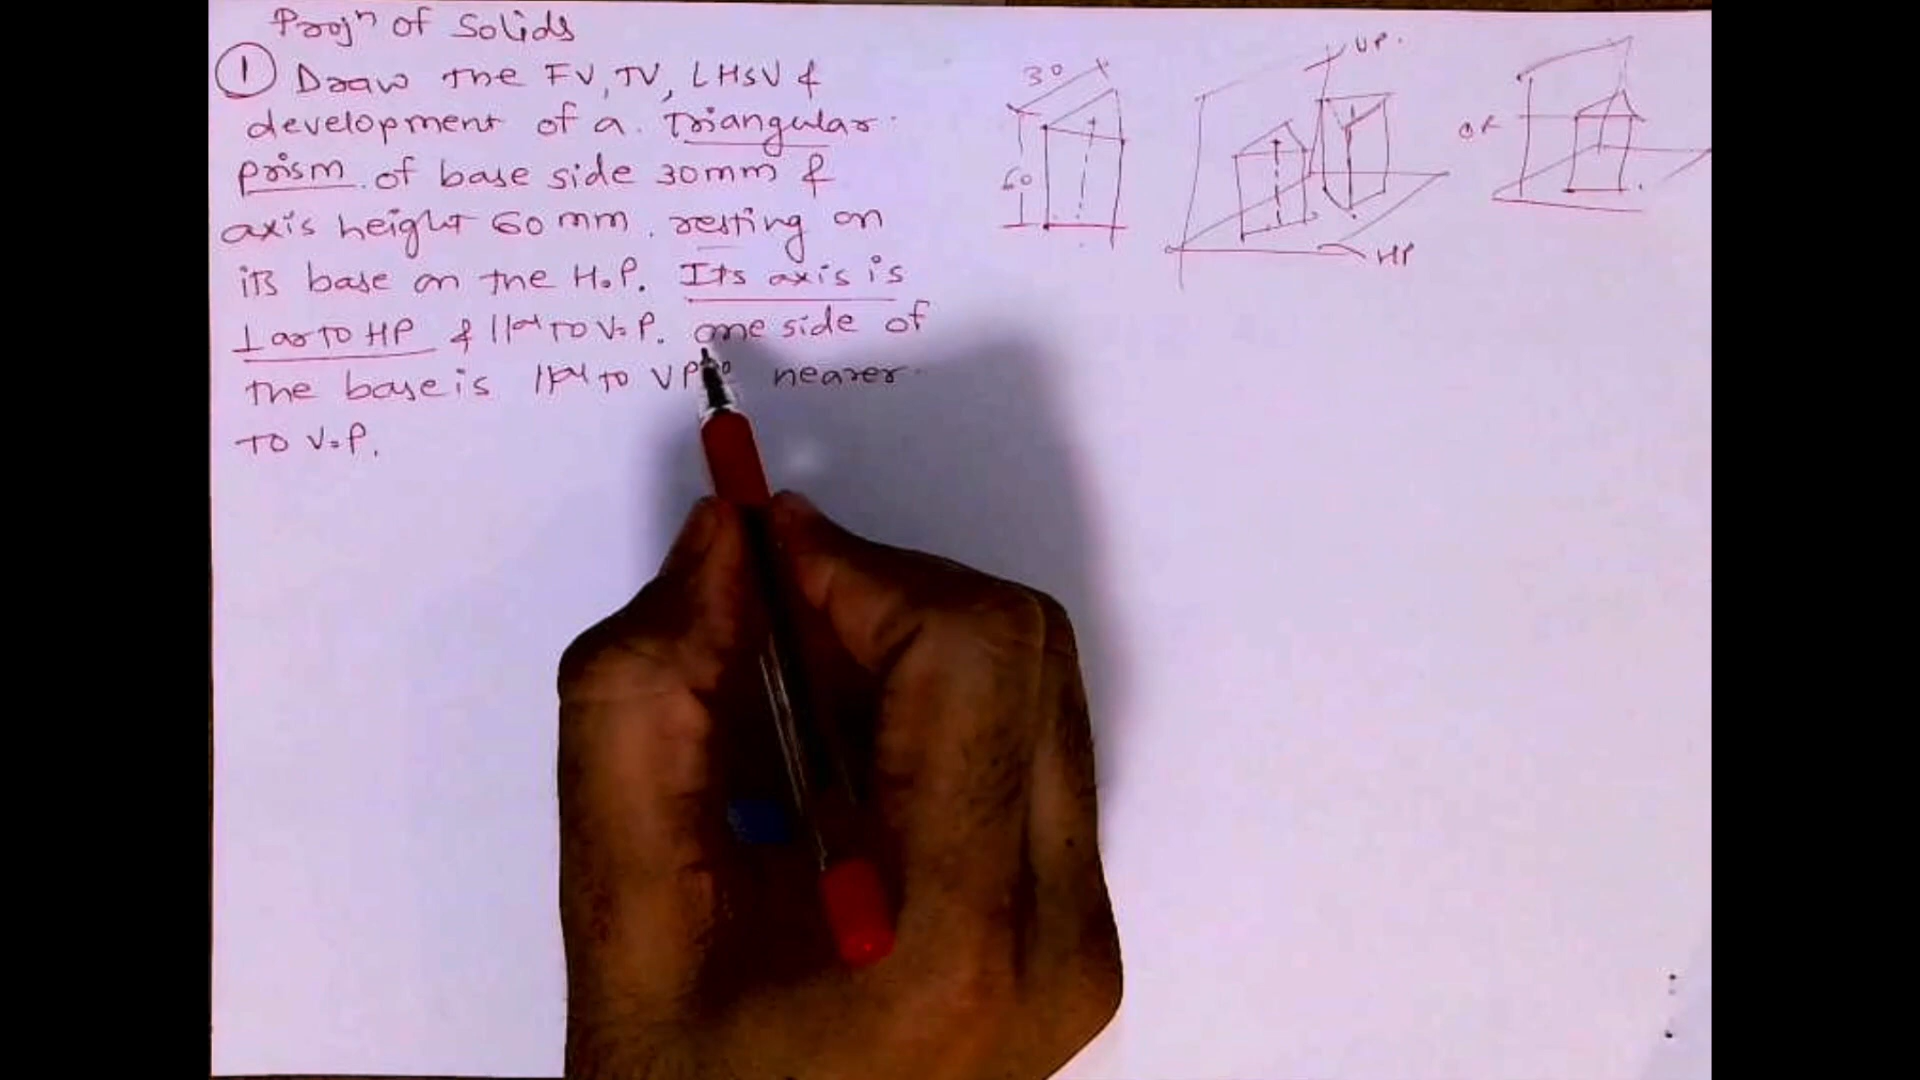 Projn of Solids
1 Draw the FV, TV, LHSV &
development of a Triangular
prism of base side 30mm &
axis height 60 mm. resting on
its base on the H.P. Its axis is
⊥ar to HP & ||el to V.P. one side of
the base is ||el to VP nearer
to V.P.
30
60
VP.
HP
or